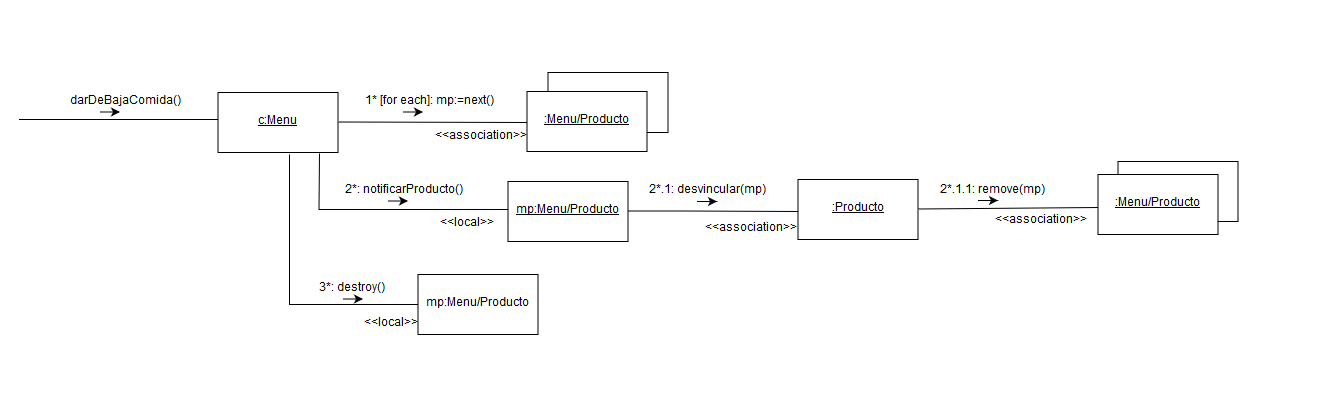 darDeBajaComida()
c:Menu
1* [for each]: mp:=next()
<<association>>
:Menu/Producto
2*: notificarProducto()
<<local>>
mp:Menu/Producto
2*.1: desvincular(mp)
<<association>>
:Producto
2*.1.1: remove(mp)
<<association>>
:Menu/Producto
3*: destroy()
<<local>>
mp:Menu/Producto